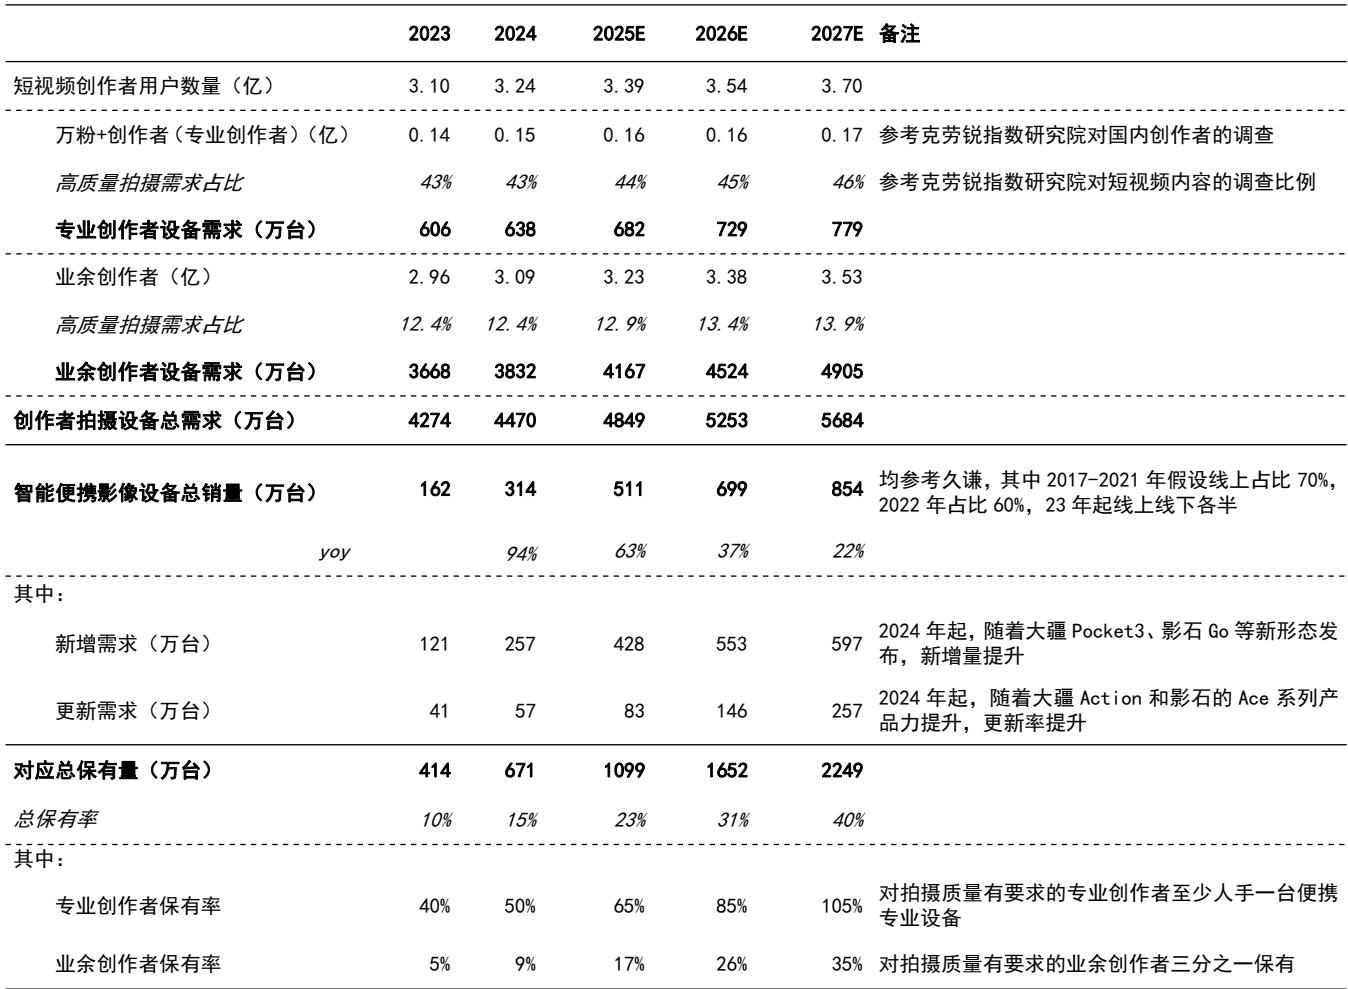 2023 2024 2025E 2026E 2027E 备注
短视频创作者用户数量（亿） 3.10 3.24 3.39 3.54 3.70
万粉+创作者（专业创作者）（亿） 0.14 0.15 0.16 0.16 0.17 参考克劳锐指数研究院对国内创作者的调查
高质量拍摄需求占比 43% 43% 44% 45% 46% 参考克劳锐指数研究院对短视频内容的调查比例
专业创作者设备需求（万台） 606 638 682 729 779
业余创作者（亿） 2.96 3.09 3.23 3.38 3.53
高质量拍摄需求占比 12.4% 12.4% 12.9% 13.4% 13.9%
业余创作者设备需求（万台） 3668 3832 4167 4524 4905
创作者拍摄设备总需求（万台） 4274 4470 4849 5253 5684
智能便携影像设备总销量（万台） 162 314 511 699 854 均参考久谦，其中 2017-2021 年假设线上占比 70%，
2022 年占比 60%，23 年起线上线下各半
yoy 94% 63% 37% 22%
其中：
新增需求（万台） 121 257 428 553 597 2024 年起，随着大疆 Pocket3、影石 Go 等新形态发
布，新增量提升
更新需求（万台） 41 57 83 146 257 2024 年起，随着大疆 Action 和影石的 Ace 系列产
品力提升，更新率提升
对应总保有量（万台） 414 671 1099 1652 2249
总保有率 10% 15% 23% 31% 40%
其中：
专业创作者保有率 40% 50% 65% 85% 105% 对拍摄质量有要求的专业创作者至少人手一台便携
专业设备
业余创作者保有率 5% 9% 17% 26% 35% 对拍摄质量有要求的业余创作者三分之一保有